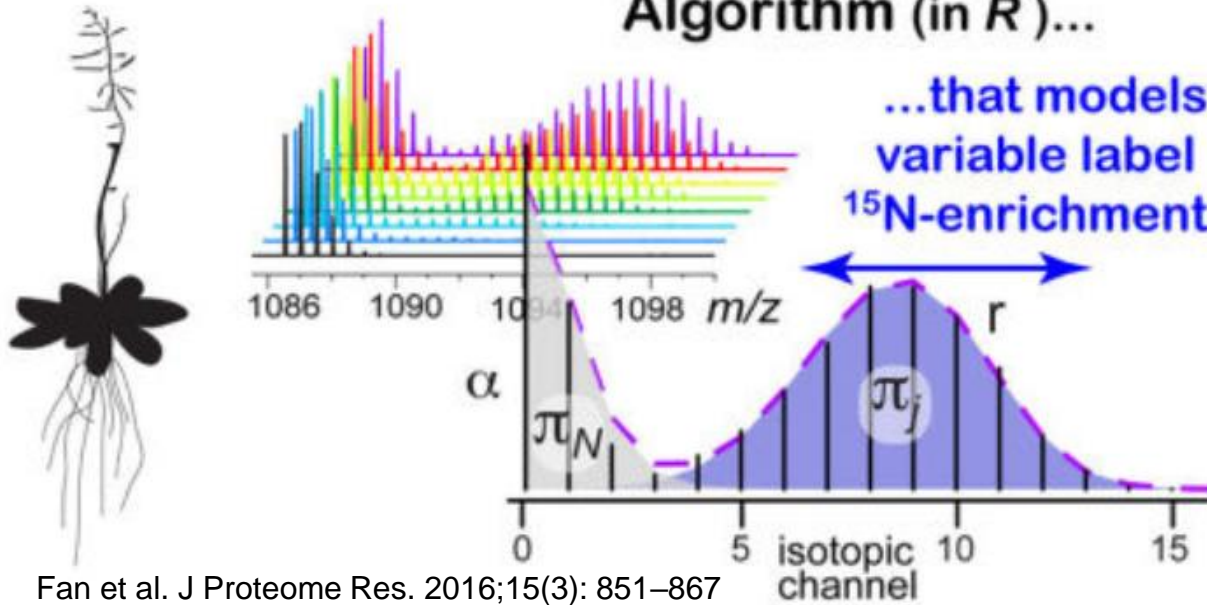 Algorithm (in R )...
...that models
variable label
¹⁵N-enrichment
1086 1090 1094 1098 m/z
α
πN
πj
r
0 5 10 15
isotopic
channel
Fan et al. J Proteome Res. 2016;15(3): 851–867